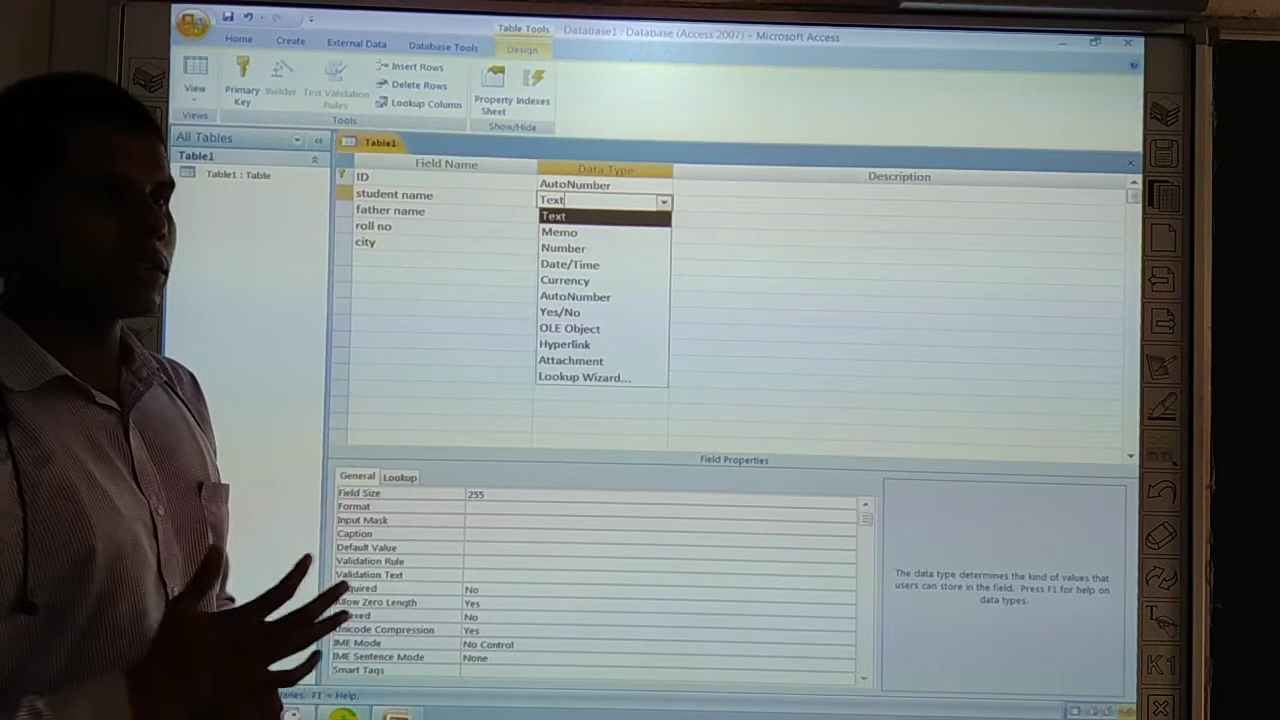 Table Tools
Database1 : Database (Access 2007) - Microsoft Access
Home
Create
External Data
Database Tools
Design
View
Primary Key
Builder
Test Validation Rules
Insert Rows
Delete Rows
Lookup Column
Property Sheet
Indexes
Views
Tools
Show/Hide
All Tables
Table1
Table1 : Table
Table1
Field Name
Data Type
Description
ID
AutoNumber
student name
Text
father name
roll no
city
Text
Memo
Number
Date/Time
Currency
AutoNumber
Yes/No
OLE Object
Hyperlink
Attachment
Lookup Wizard...
Field Properties
General
Lookup
Field Size
255
Format
Input Mask
Caption
Default Value
Validation Rule
Validation Text
No
Allow Zero Length
Yes
No
Unicode Compression
Yes
IME Mode
No Control
IME Sentence Mode
None
Smart Tags
The data type determines the kind of values that
users can store in the field. Press F1 for help on
data types.
F1 = Help.
K1